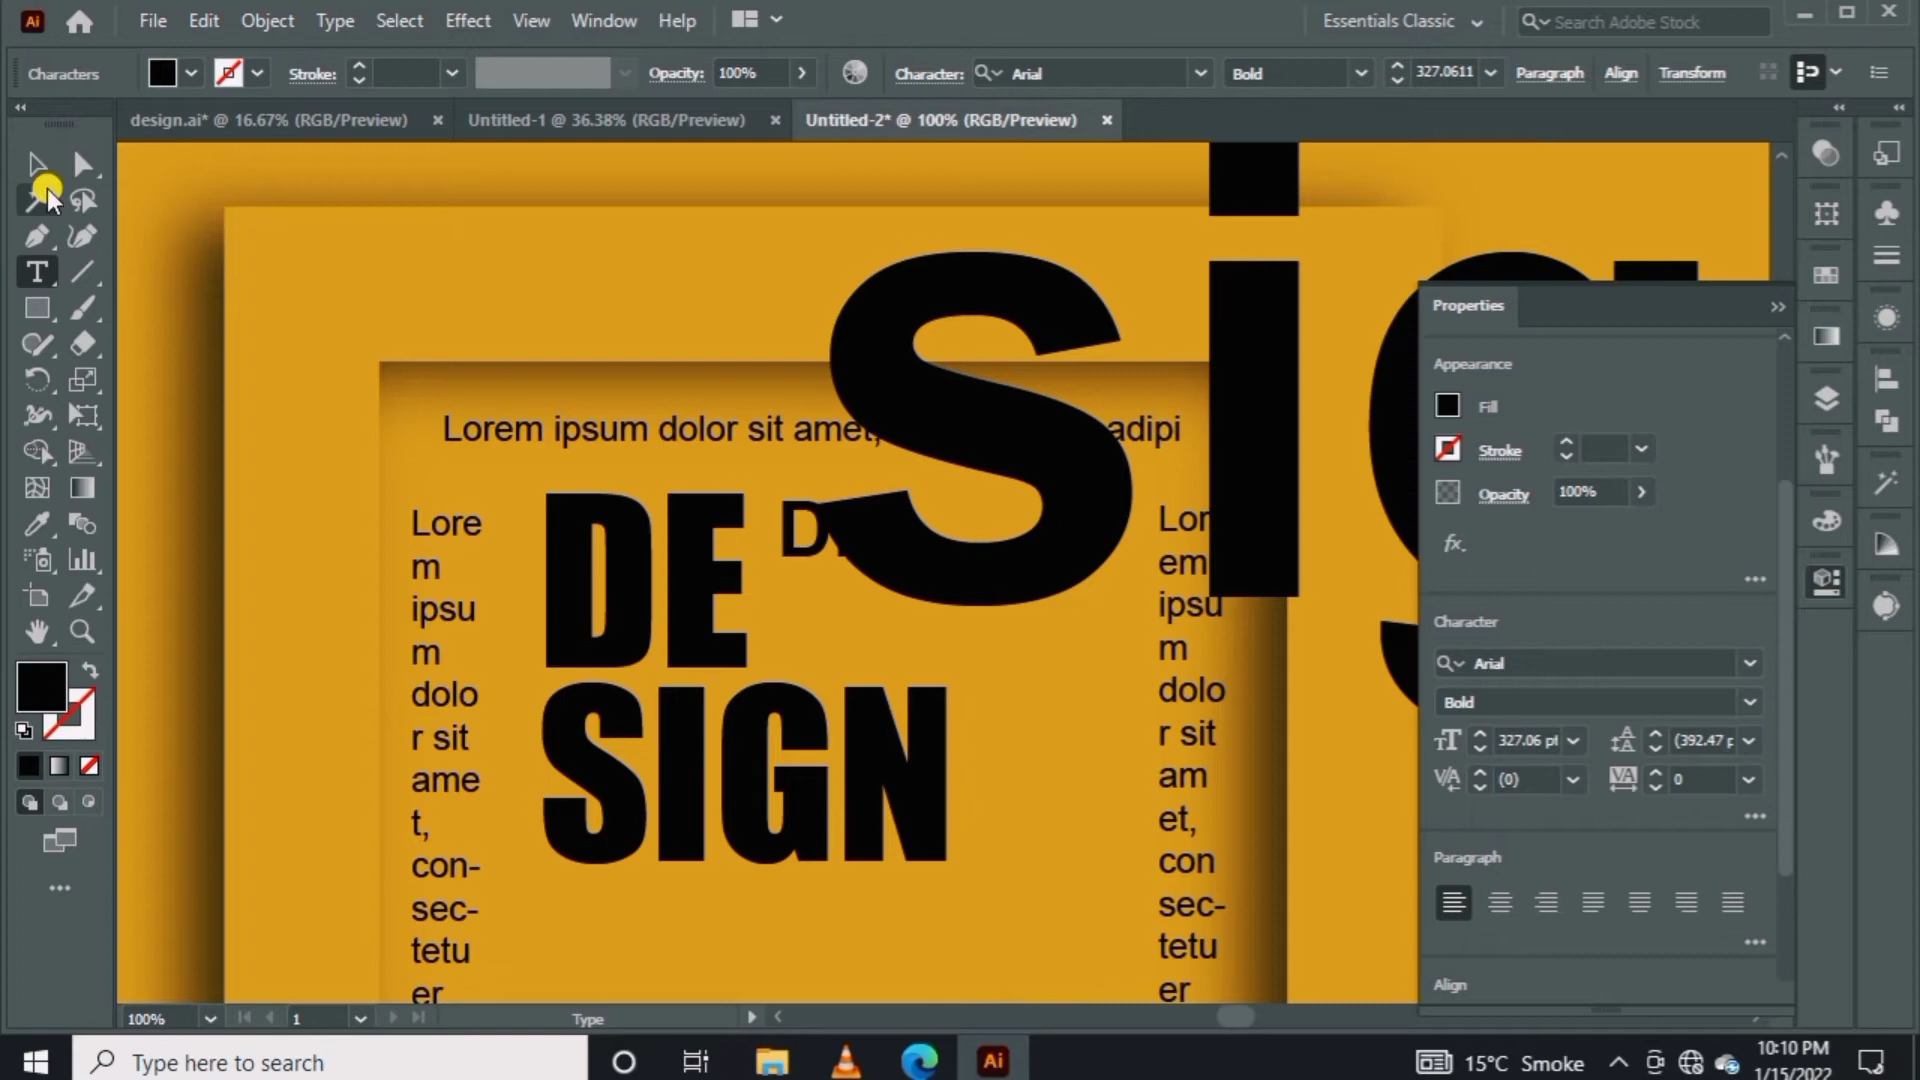 Ai File Edit Object Type Select Effect View Window Help Essentials Classic Search Adobe Stock
Characters Stroke: Opacity: 100% Character: Arial Bold 327.0611 Paragraph Align Transform
design.ai* @ 16.67% (RGB/Preview) × Untitled-1 @ 36.38% (RGB/Preview) × Untitled-2* @ 100% (RGB/Preview) ×
sig
Lorem ipsum dolor sit amet, adipi
DE
SIGN
D
Lore
m
ipsu
m
dolo
r sit
ame
t,
con-
sec-
tetu
er
Lor
em
ipsu
m
dolo
r sit
am
et,
con
sec-
tetu
er
Properties
Appearance
Fill
Stroke
Opacity 100%
fx.
Character
Arial
Bold
327.06 pt (392.47 p
(0) 0
Paragraph
Align
100% 1 Type
Type here to search
Ai
15°C Smoke
10:10 PM
1/15/2022